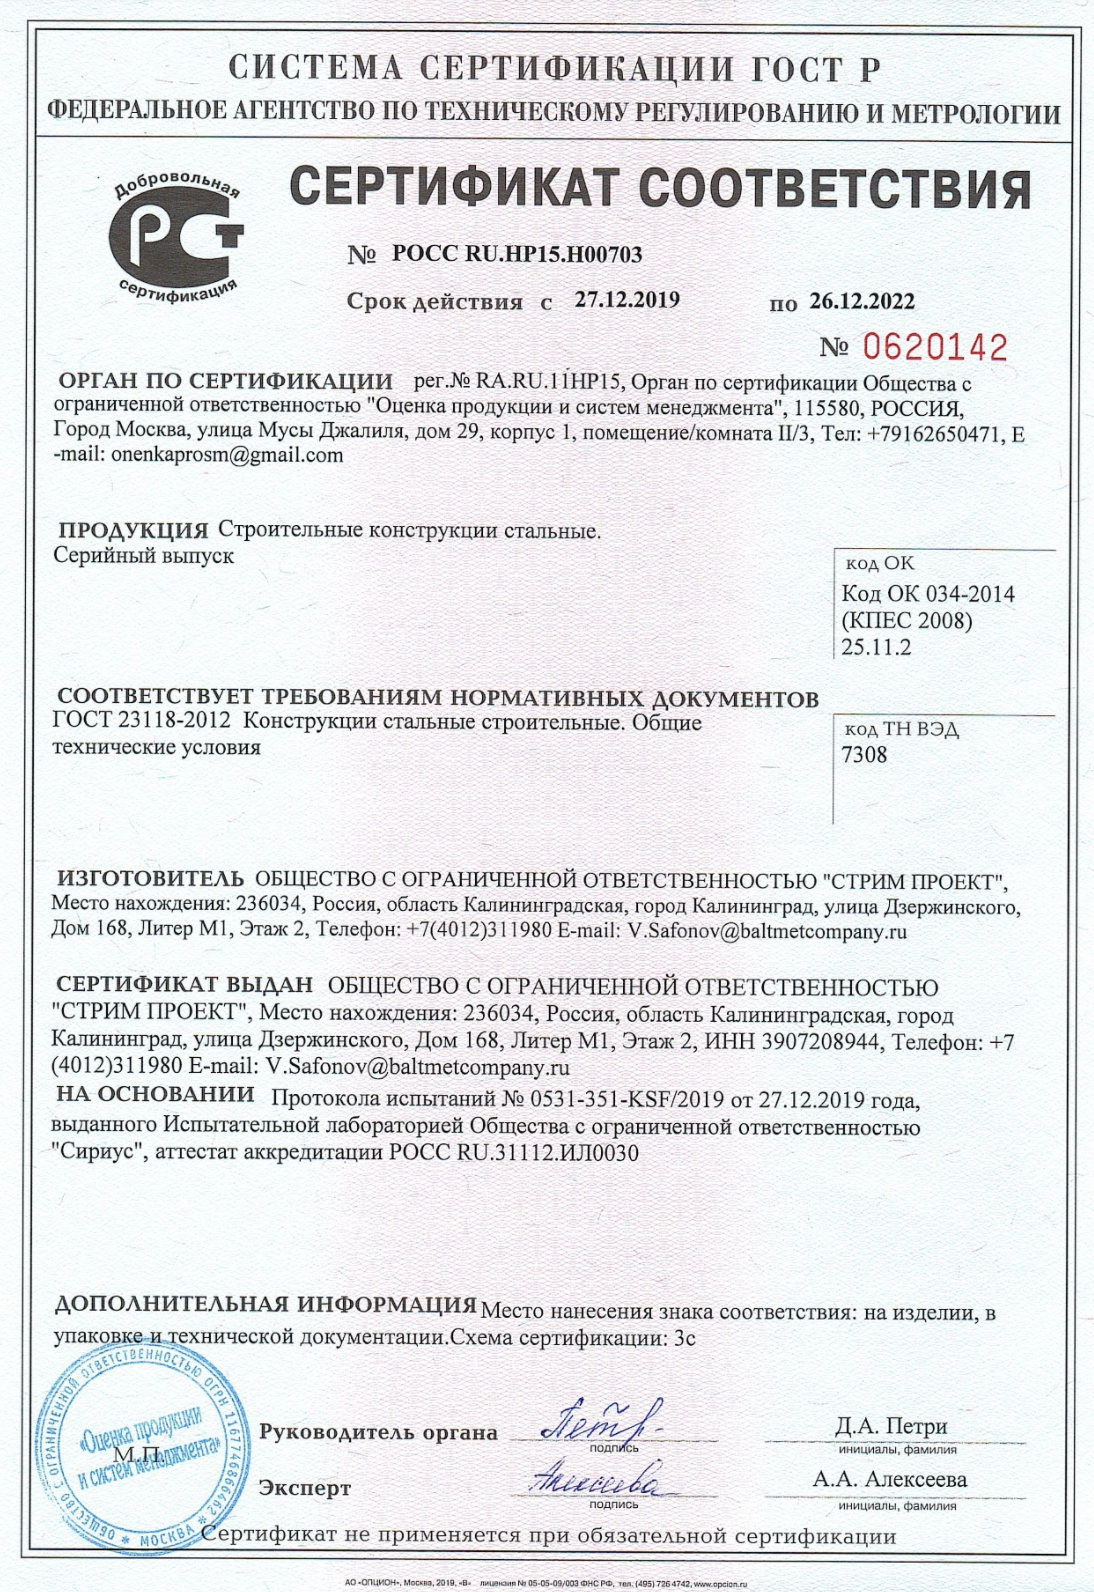 СИСТЕМА СЕРТИФИКАЦИИ ГОСТ Р
ФЕДЕРАЛЬНОЕ АГЕНТСТВО ПО ТЕХНИЧЕСКОМУ РЕГУЛИРОВАНИЮ И МЕТРОЛОГИИ
Добровольная
РСТ
сертификация
СЕРТИФИКАТ СООТВЕТСТВИЯ
№ РОСС RU.НР15.Н00703
Срок действия с 27.12.2019 по 26.12.2022
№ 0620142
ОРГАН ПО СЕРТИФИКАЦИИ рег.№ RA.RU.11НР15, Орган по сертификации Общества с
ограниченной ответственностью "Оценка продукции и систем менеджмента", 115580, РОССИЯ,
Город Москва, улица Мусы Джалиля, дом 29, корпус 1, помещение/комната II/3, Тел: +79162650471, E
-mail: onenkaprosm@gmail.com
ПРОДУКЦИЯ Строительные конструкции стальные.
Серийный выпуск
код ОК
Код ОК 034-2014
(КПЕС 2008)
25.11.2
СООТВЕТСТВУЕТ ТРЕБОВАНИЯМ НОРМАТИВНЫХ ДОКУМЕНТОВ
ГОСТ 23118-2012 Конструкции стальные строительные. Общие
технические условия
код ТН ВЭД
7308
ИЗГОТОВИТЕЛЬ ОБЩЕСТВО С ОГРАНИЧЕННОЙ ОТВЕТСТВЕННОСТЬЮ "СТРИМ ПРОЕКТ",
Место нахождения: 236034, Россия, область Калининградская, город Калининград, улица Дзержинского,
Дом 168, Литер М1, Этаж 2, Телефон: +7(4012)311980 E-mail: V.Safonov@baltmetcompany.ru
СЕРТИФИКАТ ВЫДАН ОБЩЕСТВО С ОГРАНИЧЕННОЙ ОТВЕТСТВЕННОСТЬЮ
"СТРИМ ПРОЕКТ", Место нахождения: 236034, Россия, область Калининградская, город
Калининград, улица Дзержинского, Дом 168, Литер М1, Этаж 2, ИНН 3907208944, Телефон: +7
(4012)311980 E-mail: V.Safonov@baltmetcompany.ru
НА ОСНОВАНИИ Протокола испытаний № 0531-351-KSF/2019 от 27.12.2019 года,
выданного Испытательной лабораторией Общества с ограниченной ответственностью
"Сириус", аттестат аккредитации РОСС RU.31112.ИЛ0030
ДОПОЛНИТЕЛЬНАЯ ИНФОРМАЦИЯ Место нанесения знака соответствия: на изделии, в
упаковке и технической документации.Схема сертификации: 3с
ОБЩЕСТВО С ОГРАНИЧЕННОЙ ОТВЕТСТВЕННОСТЬЮ ОГРН 1167746866462 * МОСКВА *
«Оценка продукции
и систем менеджмента»
М.П.
Руководитель органа Петр подпись Д.А. Петри
инициалы, фамилия
Эксперт Алексеева подпись А.А. Алексеева
инициалы, фамилия
Сертификат не применяется при обязательной сертификации
АО «ОПЦИОН», Москва, 2019, «В» лицензия № 05-05-09/003 ФНС РФ, тел. (495) 726 4742, www.opcion.ru